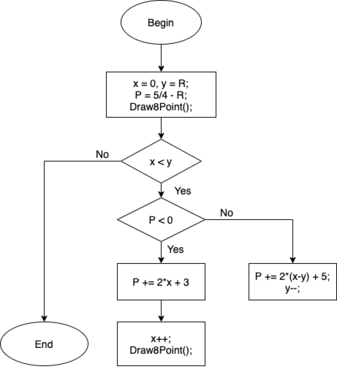 Begin
x = 0, y = R;
P = 5/4 - R;
Draw8Point();
No
x < y
Yes
P < 0
No
Yes
P += 2*x + 3
P += 2*(x-y) + 5;
y--;
End
x++;
Draw8Point();